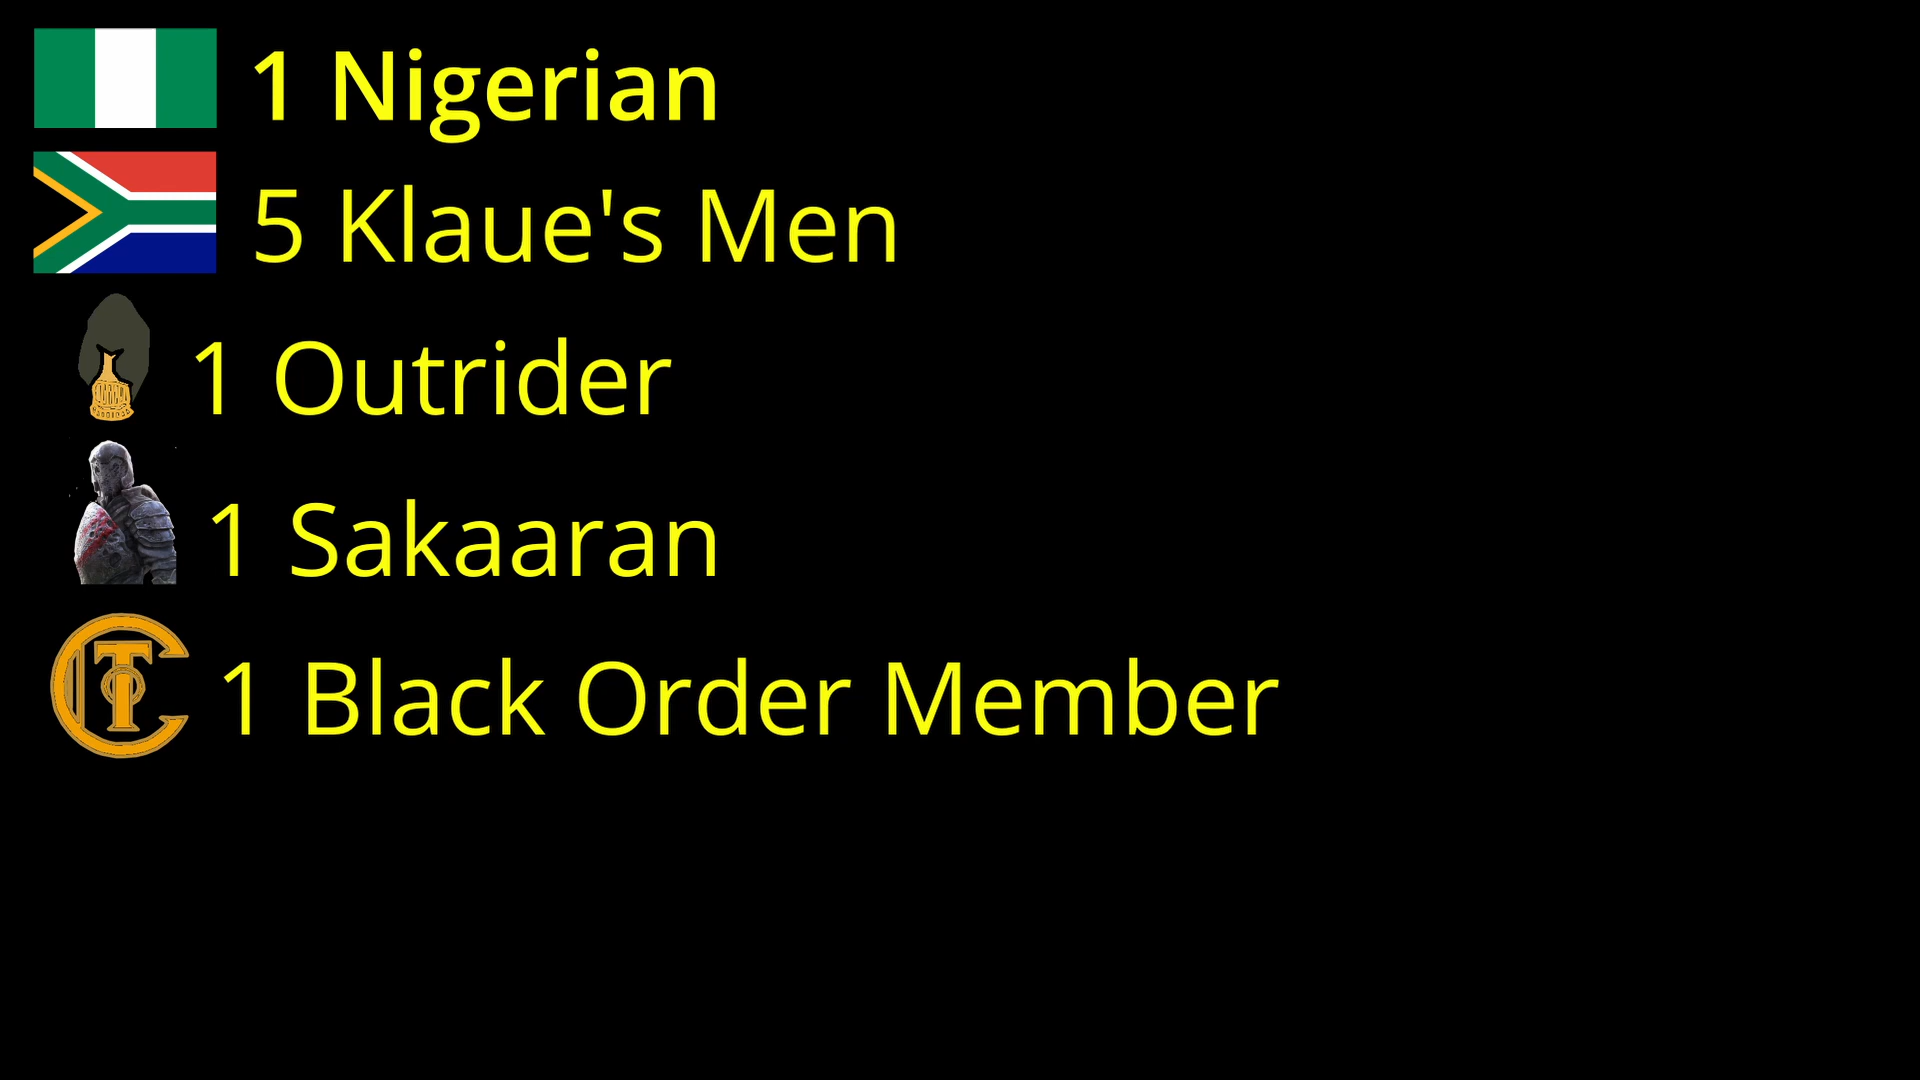 1 Nigerian
5 Klaue's Men
1 Outrider
1 Sakaaran
1 Black Order Member